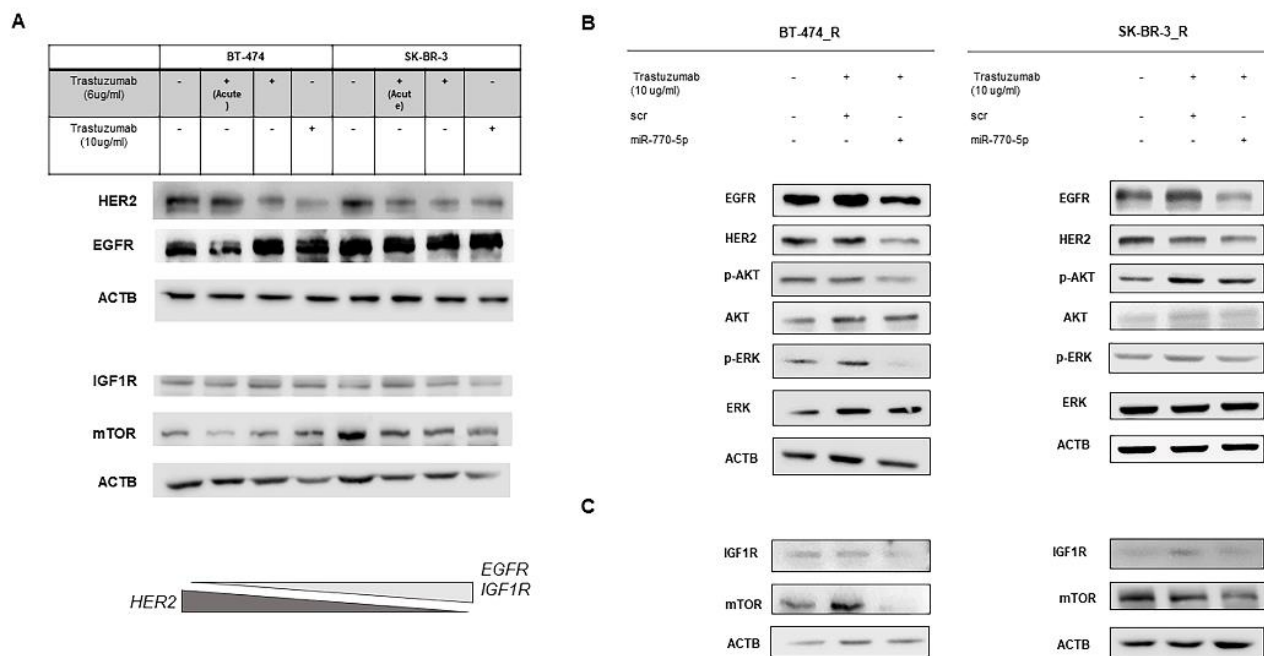 A
BT-474 SK-BR-3
Trastuzumab - + + - - + + -
(6ug/ml) (Acute (Acu
) te)
Trastuzumab - - - + - - - +
(10ug/ml)
HER2
EGFR
ACTB
IGF1R
mTOR
ACTB
EGFR
IGF1R
HER2
B
BT-474_R
Trastuzumab - + +
(10 ug/ml)
scr - + -
miR-770-5p - - +
EGFR
HER2
p-AKT
AKT
p-ERK
ERK
ACTB
SK-BR-3_R
Trastuzumab - + +
(10 ug/ml)
scr - + -
miR-770-5p - - +
EGFR
HER2
p-AKT
AKT
p-ERK
ERK
ACTB
C
IGF1R
mTOR
ACTB
IGF1R
mTOR
ACTB